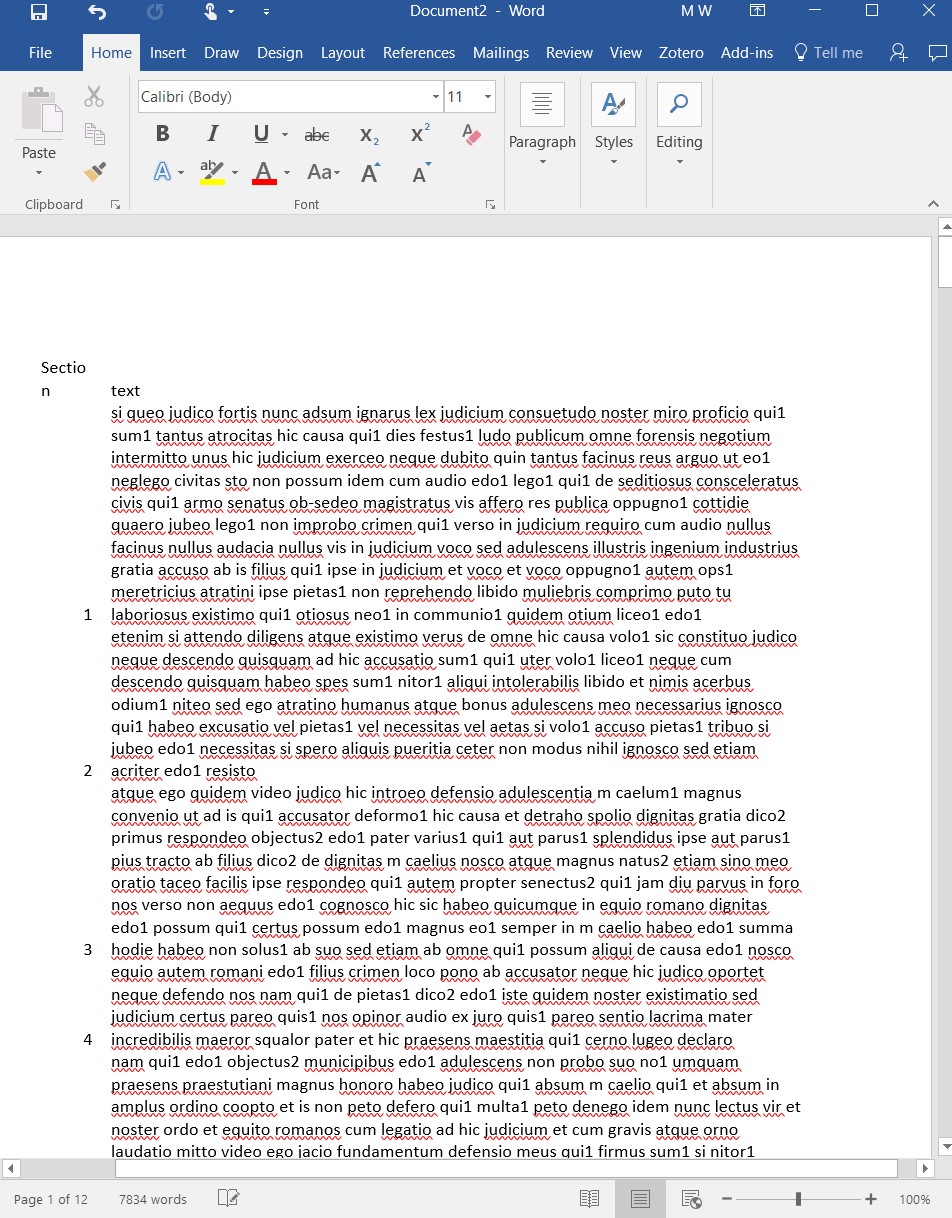 Document2 - Word
M W
File Home Insert Draw Design Layout References Mailings Review View Zotero Add-ins Tell me
Calibri (Body) 11
Paste
B I U abc X2 X2
A ab A Aa A A
Paragraph Styles Editing
Clipboard Font
Sectio
n text
si queo judico fortis nunc adsum ignarus lex judicium consuetudo noster miro proficio qui1
sum1 tantus atrocitas hic causa qui1 dies festus1 ludo publicum omne forensis negotium
intermitto unus hic judicium exerceo neque dubito quin tantus facinus reus arguo ut eo1
neglego civitas sto non possum idem cum audio edo1 lego1 qui1 de seditiosus consceleratus
civis qui1 armo senatus ob-sedeo magistratus vis affero res publica oppugno1 cottidie
quaero jubeo lego1 non improbo crimen qui1 verso in judicium requiro cum audio nullus
facinus nullus audacia nullus vis in judicium voco sed adulescens illustris ingenium industrius
gratia accuso ab is filius qui1 ipse in judicium et voco et voco oppugno1 autem ops1
meretricius atratini ipse pietas1 non reprehendo libido muliebris comprimo puto tu
1 laboriosus existimo qui1 otiosus neo1 in communio1 quidem otium liceo1 edo1
etenim si attendo diligens atque existimo verus de omne hic causa volo1 sic constituo judico
neque descendo quisquam ad hic accusatio sum1 qui1 uter volo1 liceo1 neque cum
descendo quisquam habeo spes sum1 nitor1 aliqui intolerabilis libido et nimis acerbus
odium1 niteo sed ego atratino humanus atque bonus adulescens meo necessarius ignosco
qui1 habeo excusatio vel pietas1 vel necessitas vel aetas si volo1 accuso pietas1 tribuo si
jubeo edo1 necessitas si spero aliquis pueritia ceter non modus nihil ignosco sed etiam
2 acriter edo1 resisto
atque ego quidem video judico hic introeo defensio adulescentia m caelum1 magnus
convenio ut ad is qui1 accusator deformo1 hic causa et detraho spolio dignitas gratia dico2
primus respondeo objectus2 edo1 pater varius1 qui1 aut parus1 splendidus ipse aut parus1
pius tracto ab filius dico2 de dignitas m caelius nosco atque magnus natus2 etiam sino meo
oratio taceo facilis ipse respondeo qui1 autem propter senectus2 qui1 jam diu parvus in foro
nos verso non aequus edo1 cognosco hic sic habeo quicumque in equio romano dignitas
edo1 possum qui1 certus possum edo1 magnus eo1 semper in m caelio habeo edo1 summa
3 hodie habeo non solus1 ab suo sed etiam ab omne qui1 possum aliqui de causa edo1 nosco
equio autem romani edo1 filius crimen loco pono ab accusator neque hic judico oportet
neque defendo nos nam qui1 de pietas1 dico2 edo1 iste quidem noster existimatio sed
judicium certus pareo quis1 nos opinor audio ex juro quis1 pareo sentio lacrima mater
4 incredibilis maeror squalor pater et hic praesens maestitia qui1 cerno lugeo declaro
nam qui1 edo1 objectus2 municipibus edo1 adulescens non probo suo no1 umquam
praesens praestutiani magnus honoro habeo judico qui1 absum m caelio qui1 et absum in
amplus ordino coopto et is non peto defero qui1 multa1 peto denego idem nunc lectus vir et
noster ordo et equito romanos cum legatio ad hic judicium et cum gravis atque orno
laudatio mitto video ego jacio fundamentum defensio meus qui1 firmus sum1 si nitor1
Page 1 of 12 7834 words 100%